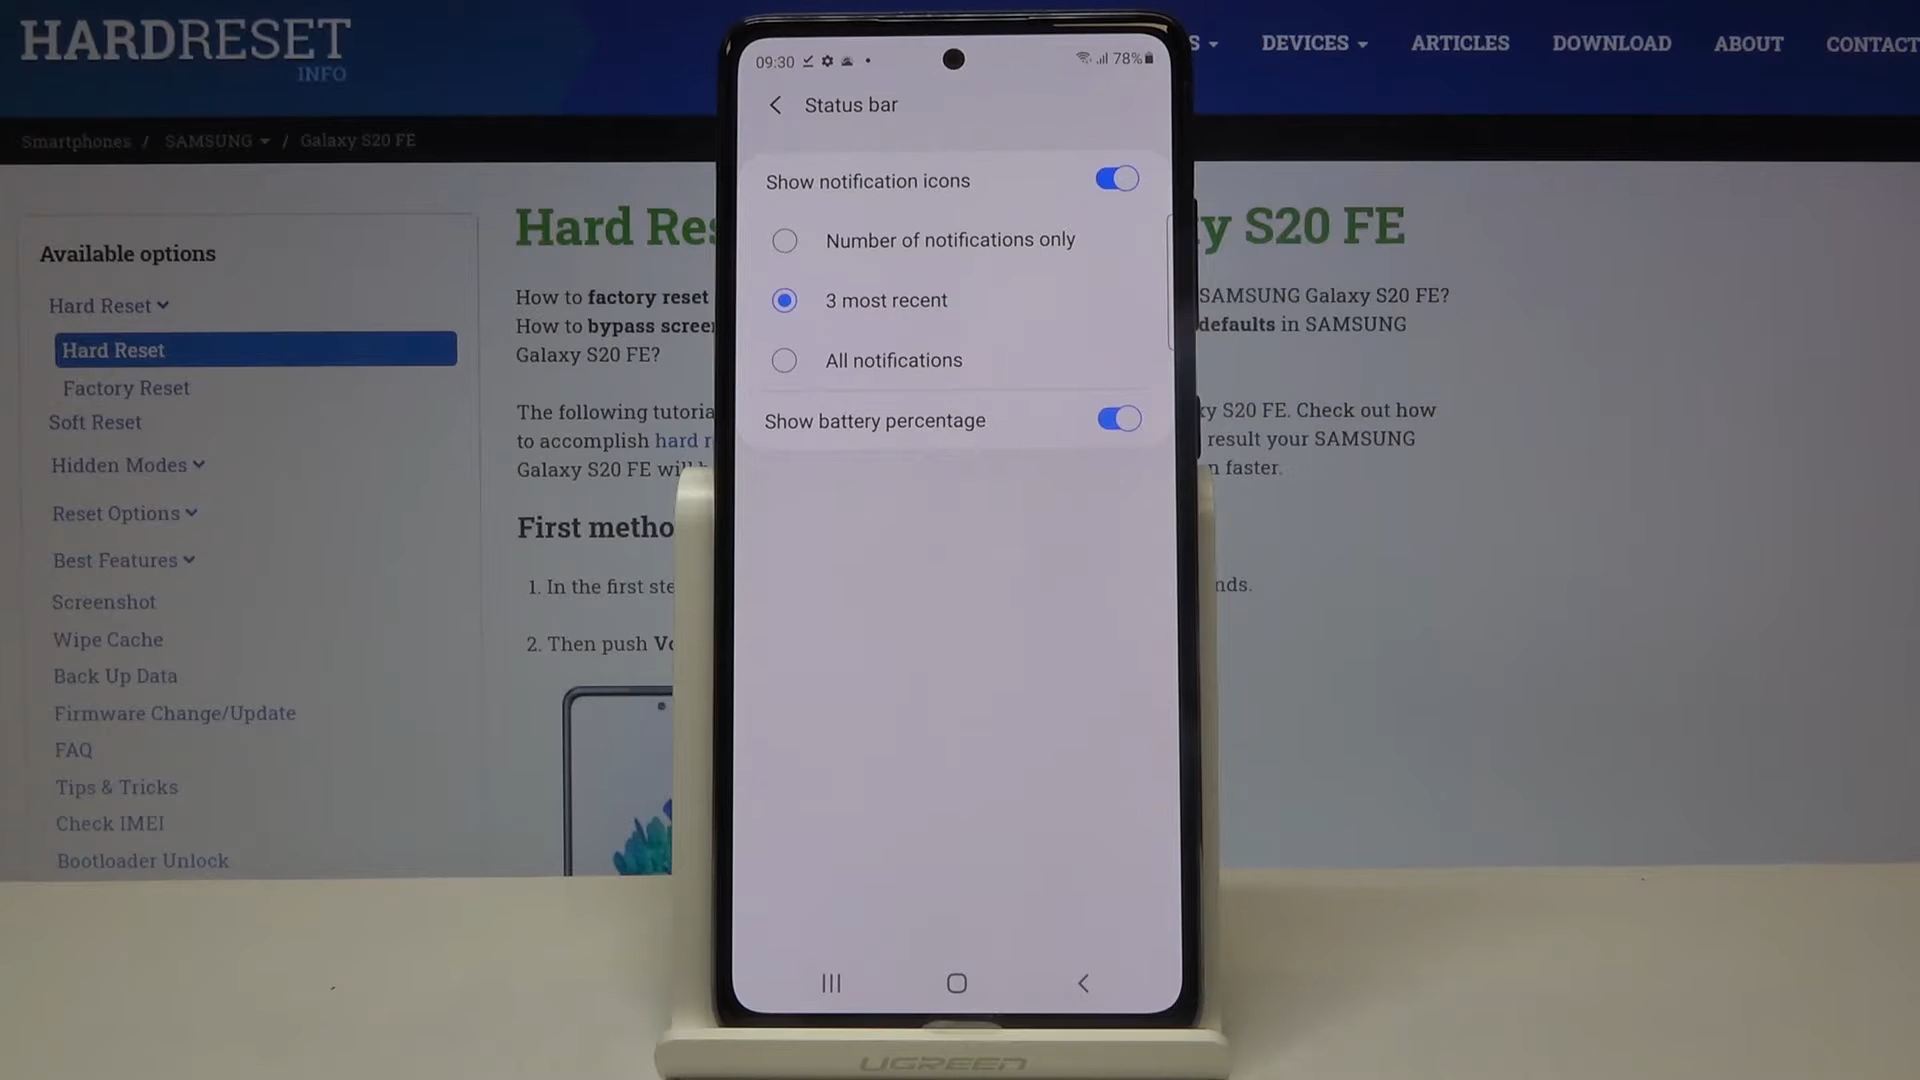 HARDRESET
INFO
DEVICES
ARTICLES
DOWNLOAD
ABOUT
CONTACT
Smartphones / SAMSUNG / Galaxy S20 FE
Available options
Hard Reset
Hard Reset
Factory Reset
Soft Reset
Hidden Modes
Reset Options
Best Features
Screenshot
Wipe Cache
Back Up Data
Firmware Change/Update
FAQ
Tips & Tricks
Check IMEI
Bootloader Unlock
Hard Res
y S20 FE
How to factory reset
SAMSUNG Galaxy S20 FE?
How to bypass screen
defaults in SAMSUNG
Galaxy S20 FE?
The following tutoria
y S20 FE. Check out how
to accomplish hard r
result your SAMSUNG
Galaxy S20 FE wil
n faster.
First metho
1. In the first ste
nds.
2. Then push Vo
09:30
78%
Status bar
Show notification icons
Number of notifications only
3 most recent
All notifications
Show battery percentage
UGREEN